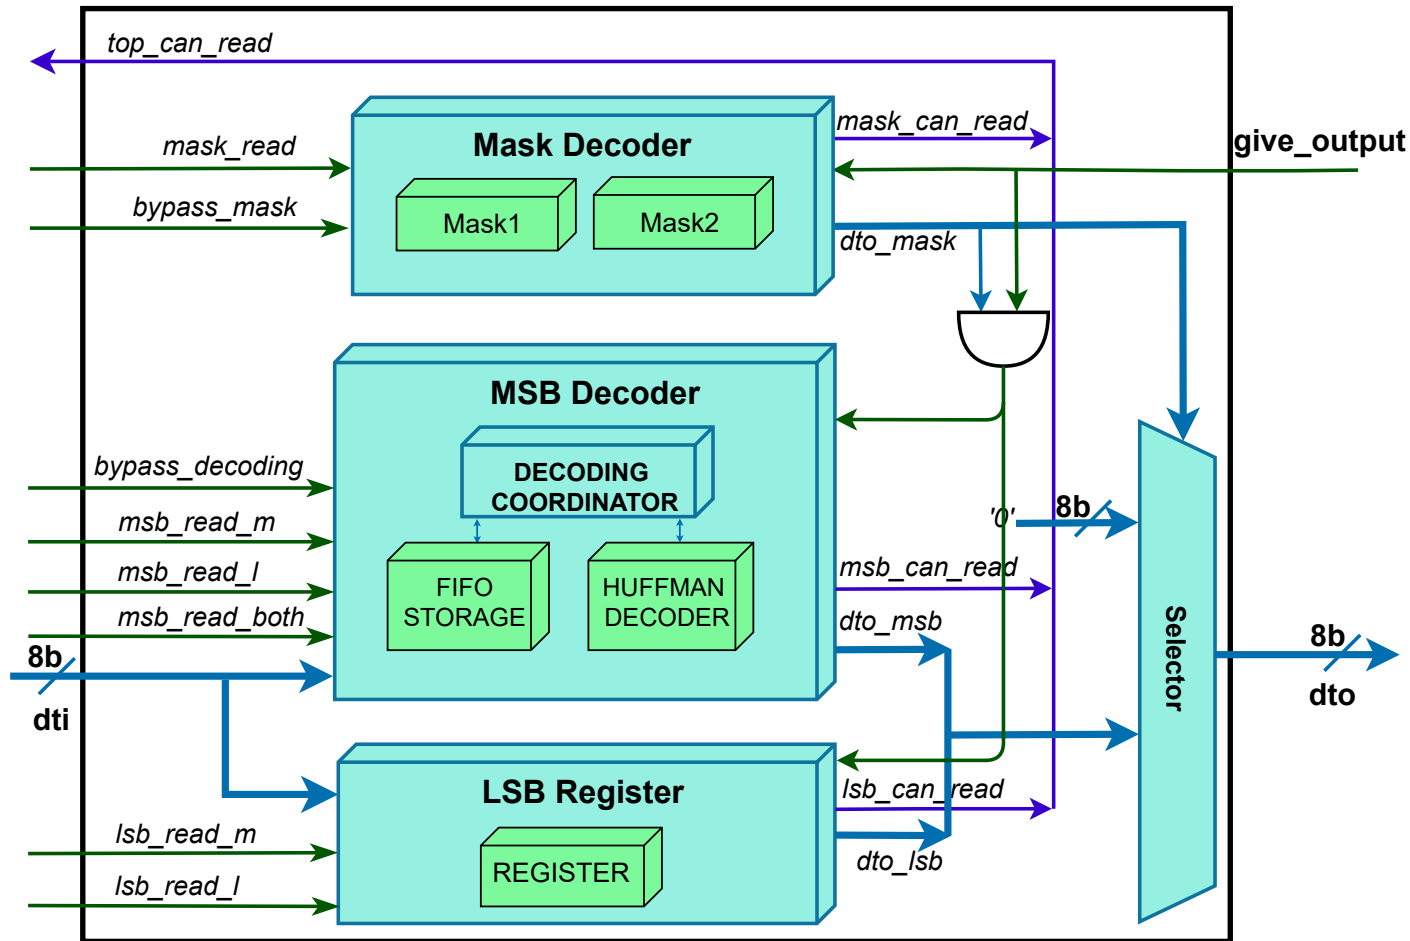 top_can_read
mask_read
bypass_mask
Mask Decoder
Mask1
Mask2
mask_can_read
give_output
dto_mask
MSB Decoder
DECODING
COORDINATOR
FIFO
STORAGE
HUFFMAN
DECODER
bypass_decoding
msb_read_m
msb_read_l
msb_read_both
8b
dti
'0'
8b
msb_can_read
dto_msb
Selector
8b
dto
LSB Register
REGISTER
lsb_can_read
dto_lsb
lsb_read_m
lsb_read_l